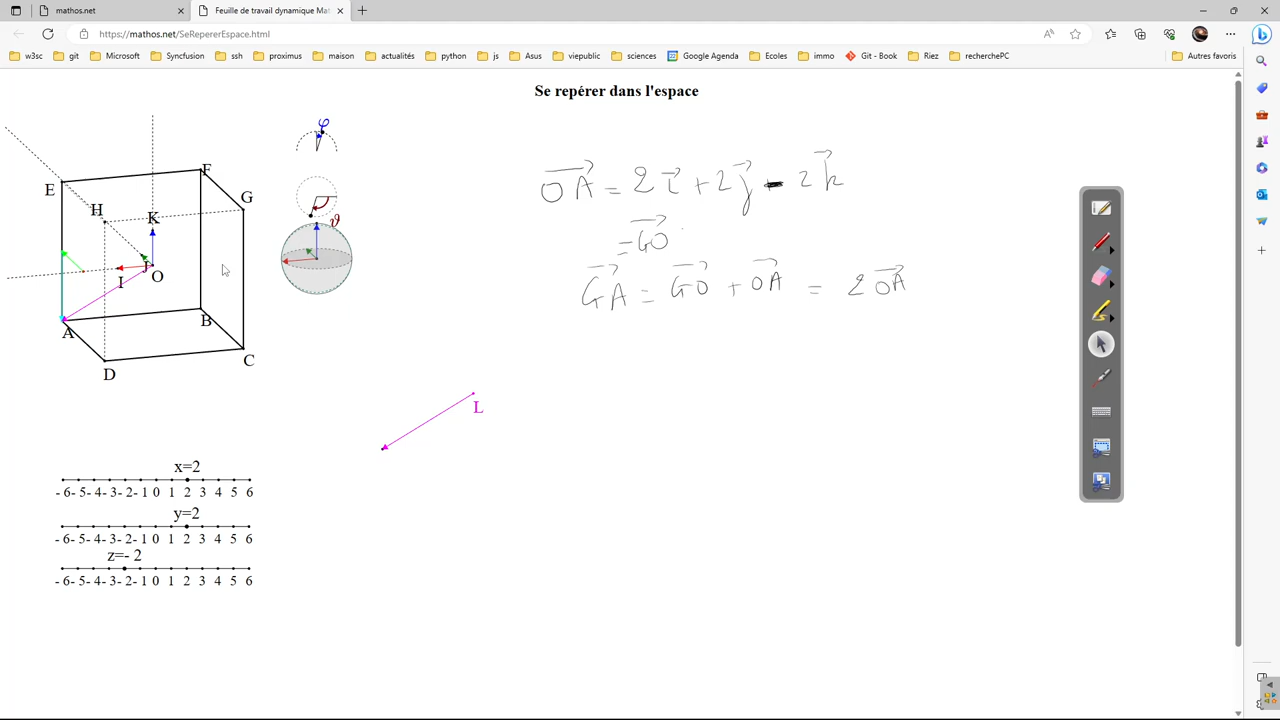 mathos.net
Feuille de travail dynamique Mat
https://mathos.net/SeRepererEspace.html
w3sc git Microsoft Syncfusion ssh proximus maison actualités python js Asus viepublic sciences Google Agenda Ecoles immo Git - Book Riez recherchePC Autres favoris
Se repérer dans l'espace
φ
F
E
G
H
K
ϑ
J
O
I
B
A
C
D
L
OA = 2i + 2j - 2k
= GO
GA = GO + OA = 2 OA
x=2
- 6 - 5 - 4 - 3 - 2 - 1 0 1 2 3 4 5 6
y=2
- 6 - 5 - 4 - 3 - 2 - 1 0 1 2 3 4 5 6
z=- 2
- 6 - 5 - 4 - 3 - 2 - 1 0 1 2 3 4 5 6